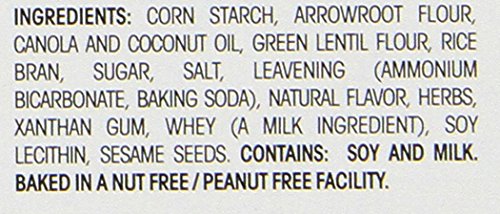 INGREDIENTS: CORN STARCH, ARROWROOT FLOUR,
CANOLA AND COCONUT OIL, GREEN LENTIL FLOUR, RICE
BRAN, SUGAR, SALT, LEAVENING (AMMONIUM
BICARBONATE, BAKING SODA), NATURAL FLAVOR, HERBS,
XANTHAN GUM, WHEY (A MILK INGREDIENT), SOY
LECITHIN, SESAME SEEDS. CONTAINS: SOY AND MILK.
BAKED IN A NUT FREE / PEANUT FREE FACILITY.